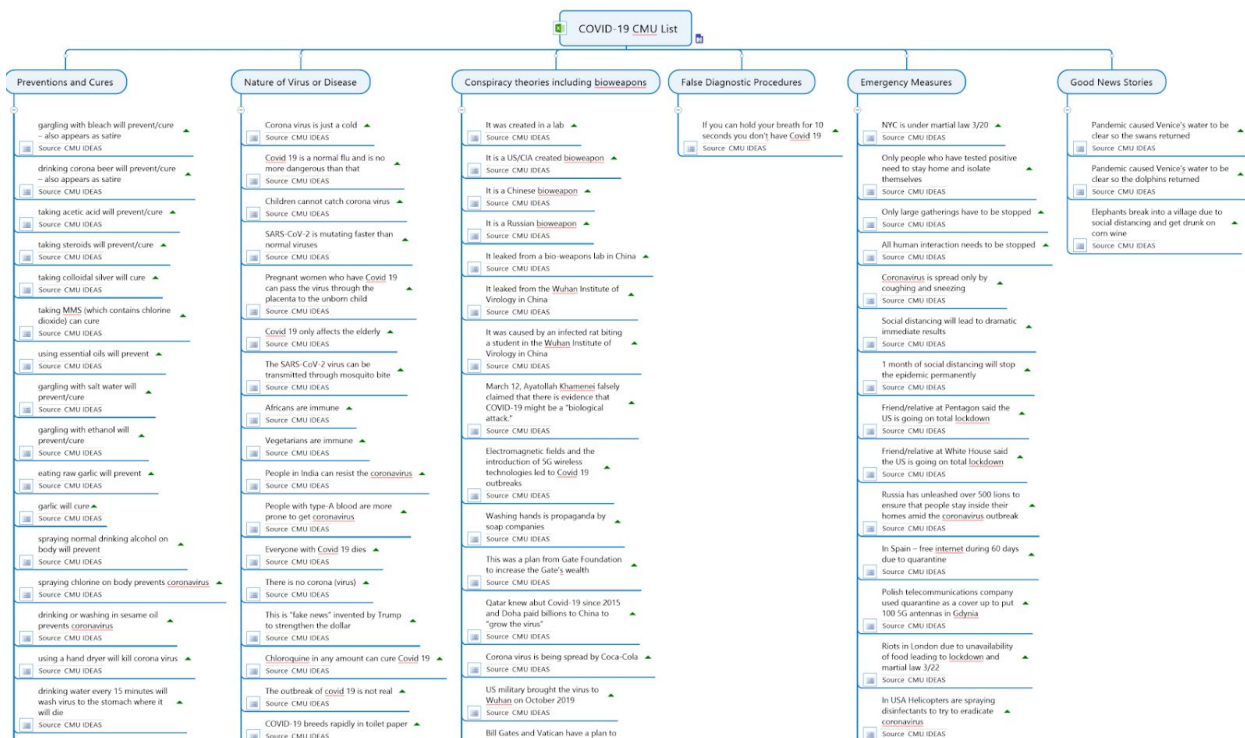 COVID-19 CMU List
Preventions and Cures
gargling with bleach will prevent/cure
– also appears as satire
Source CMU IDEAS
drinking corona beer will prevent/cure
– also appears as satire
Source CMU IDEAS
taking acetic acid will prevent/cure
Source CMU IDEAS
taking steroids will prevent/cure
Source CMU IDEAS
taking colloidal silver will cure
Source CMU IDEAS
taking MMS (which contains chlorine
dioxide) can cure
Source CMU IDEAS
using essential oils will prevent
Source CMU IDEAS
gargling with salt water will
prevent/cure
Source CMU IDEAS
gargling with ethanol will
prevent/cure
Source CMU IDEAS
eating raw garlic will prevent
Source CMU IDEAS
garlic will cure
Source CMU IDEAS
spraying normal drinking alcohol on
body will prevent
Source CMU IDEAS
spraying chlorine on body prevents coronavirus
Source CMU IDEAS
drinking or washing in sesame oil
prevents coronavirus
Source CMU IDEAS
using a hand dryer will kill corona virus
Source CMU IDEAS
drinking water every 15 minutes will
wash virus to the stomach where it
will die
Source CMU IDEAS
Nature of Virus or Disease
Corona virus is just a cold
Source CMU IDEAS
Covid 19 is a normal flu and is no
more dangerous than that
Source CMU IDEAS
Children cannot catch corona virus
Source CMU IDEAS
SARS-CoV-2 is mutating faster than
normal viruses
Source CMU IDEAS
Pregnant women who have Covid 19
can pass the virus through the
placenta to the unborn child
Source CMU IDEAS
Covid 19 only affects the elderly
Source CMU IDEAS
The SARS-CoV-2 virus can be
transmitted through mosquito bite
Source CMU IDEAS
Africans are immune
Source CMU IDEAS
Vegetarians are immune
Source CMU IDEAS
People in India can resist the coronavirus
Source CMU IDEAS
People with type-A blood are more
prone to get coronavirus
Source CMU IDEAS
Everyone with Covid 19 dies
Source CMU IDEAS
There is no corona (virus)
Source CMU IDEAS
This is "fake news" invented by Trump
to strengthen the dollar
Source CMU IDEAS
Chloroquine in any amount can cure Covid 19
Source CMU IDEAS
The outbreak of covid 19 is not real
Source CMU IDEAS
COVID-19 breeds rapidly in toilet paper
Source CMU IDEAS
Conspiracy theories including bioweapons
It was created in a lab
Source CMU IDEAS
It is a US/CIA created bioweapon
Source CMU IDEAS
It is a Chinese bioweapon
Source CMU IDEAS
It is a Russian bioweapon
Source CMU IDEAS
It leaked from a bio-weapons lab in China
Source CMU IDEAS
It leaked from the Wuhan Institute of
Virology in China
Source CMU IDEAS
It was caused by an infected rat biting
a student in the Wuhan Institute of
Virology in China
Source CMU IDEAS
March 12, Ayatollah Khamenei falsely
claimed that there is evidence that
COVID-19 might be a "biological
attack."
Source CMU IDEAS
Electromagnetic fields and the
introduction of 5G wireless
technologies led to Covid 19
outbreaks
Source CMU IDEAS
Washing hands is propaganda by
soap companies
Source CMU IDEAS
This was a plan from Gate Foundation
to increase the Gate's wealth
Source CMU IDEAS
Qatar knew abut Covid-19 since 2015
and Doha paid billions to China to
"grow the virus"
Source CMU IDEAS
Corona virus is being spread by Coca-Cola
Source CMU IDEAS
US military brought the virus to
Wuhan on October 2019
Source CMU IDEAS
Bill Gates and Vatican have a plan to
False Diagnostic Procedures
If you can hold your breath for 10
seconds you don't have Covid 19
Source CMU IDEAS
Emergency Measures
NYC is under martial law 3/20
Source CMU IDEAS
Only people who have tested positive
need to stay home and isolate
themselves
Source CMU IDEAS
Only large gatherings have to be stopped
Source CMU IDEAS
All human interaction needs to be stopped
Source CMU IDEAS
Coronavirus is spread only by
coughing and sneezing
Source CMU IDEAS
Social distancing will lead to dramatic
immediate results
Source CMU IDEAS
1 month of social distancing will stop
the epidemic permanently
Source CMU IDEAS
Friend/relative at Pentagon said the
US is going on total lockdown
Source CMU IDEAS
Friend/relative at White House said
the US is going on total lockdown
Source CMU IDEAS
Russia has unleashed over 500 lions to
ensure that people stay inside their
homes amid the coronavirus outbreak
Source CMU IDEAS
In Spain – free internet during 60 days
due to quarantine
Source CMU IDEAS
Polish telecommunications company
used quarantine as a cover up to put
100 5G antennas in Gdynia
Source CMU IDEAS
Riots in London due to unavailability
of food leading to lockdown and
martial law 3/22
Source CMU IDEAS
In USA Helicopters are spraying
disinfectants to try to eradicate
coronavirus
Source CMU IDEAS
Good News Stories
Pandemic caused Venice's water to be
clear so the swans returned
Source CMU IDEAS
Pandemic caused Venice's water to be
clear so the dolphins returned
Source CMU IDEAS
Elephants break into a village due to
social distancing and get drunk on
corn wine
Source CMU IDEAS